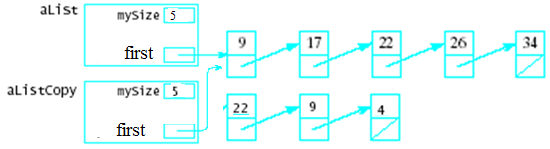 aList
mySize 5
first
9 17 22 26 34
aListCopy
mySize 5
first
22 9 4